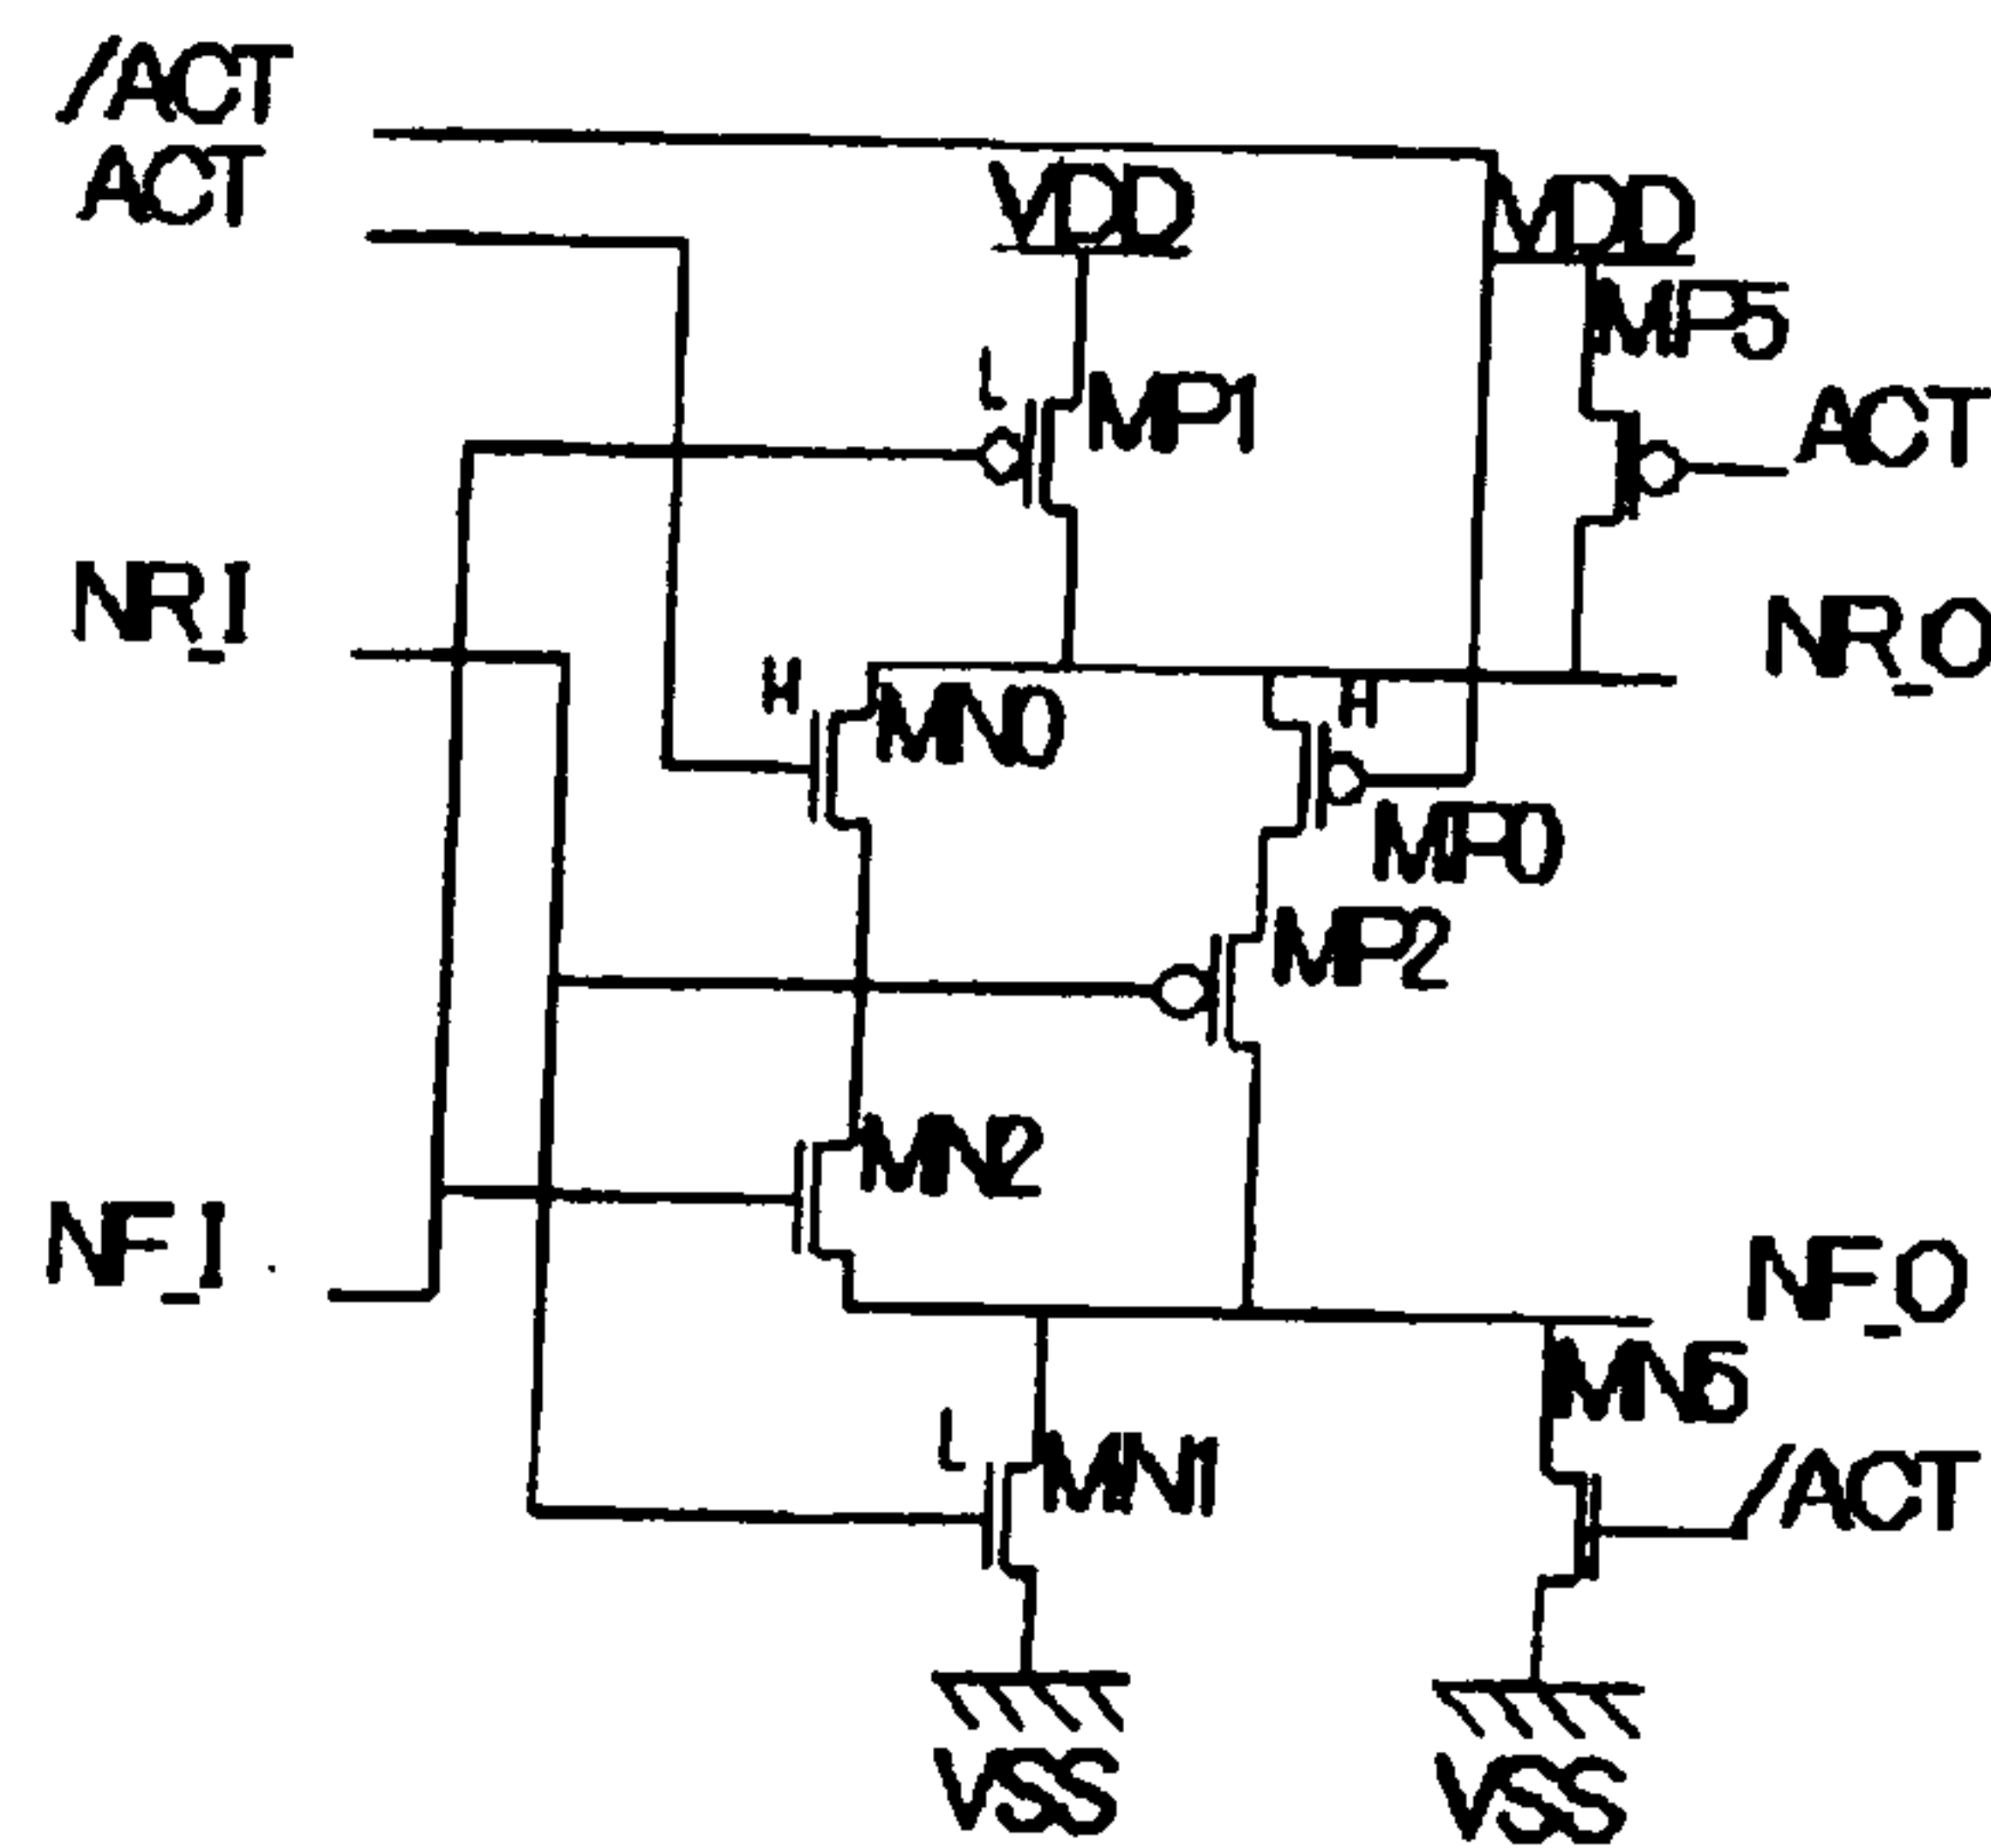 /ACT
ACT
VDD
VDD
MP5
L
MP1
ACT
NR_I
NR_O
H
MN0
H
MP0
MP2
MN2
NF_I
NF_O
MN6
L
MN1
/ACT
VSS
VSS